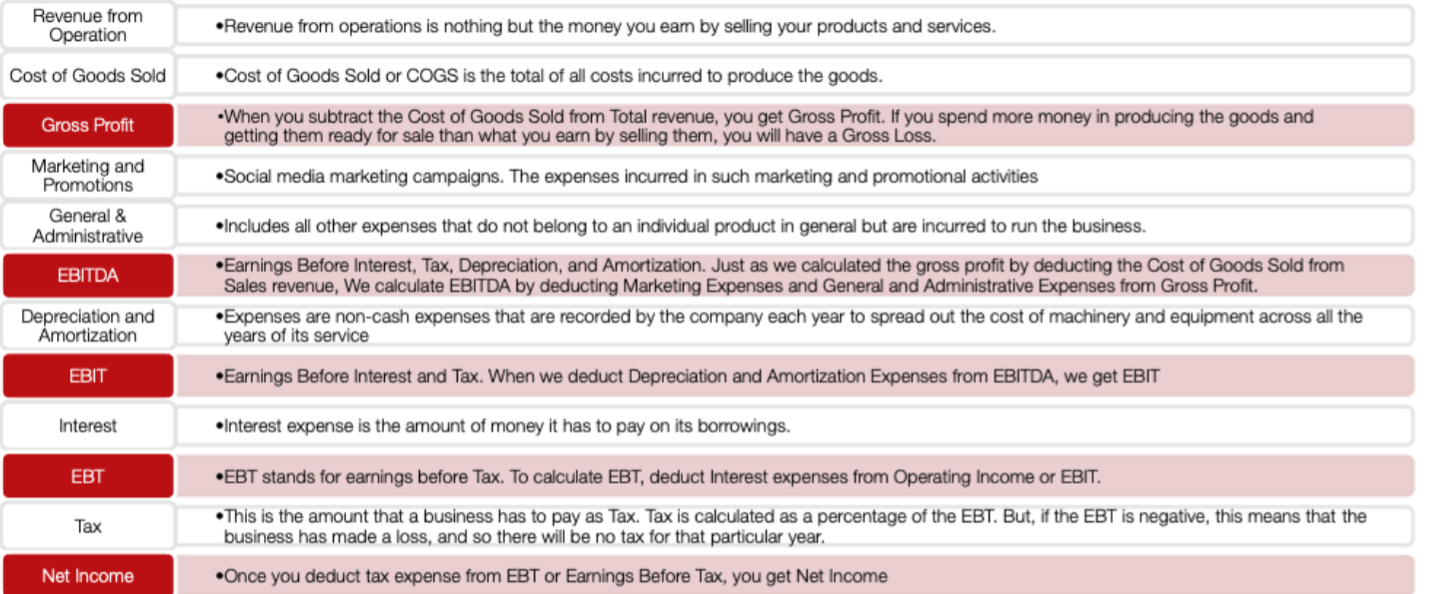 Revenue from
Operation
•Revenue from operations is nothing but the money you earn by selling your products and services.
Cost of Goods Sold
•Cost of Goods Sold or COGS is the total of all costs incurred to produce the goods.
Gross Profit
•When you subtract the Cost of Goods Sold from Total revenue, you get Gross Profit. If you spend more money in producing the goods and
getting them ready for sale than what you earn by selling them, you will have a Gross Loss.
Marketing and
Promotions
•Social media marketing campaigns. The expenses incurred in such marketing and promotional activities
General &
Administrative
•Includes all other expenses that do not belong to an individual product in general but are incurred to run the business.
EBITDA
•Earnings Before Interest, Tax, Depreciation, and Amortization. Just as we calculated the gross profit by deducting the Cost of Goods Sold from
Sales revenue, We calculate EBITDA by deducting Marketing Expenses and General and Administrative Expenses from Gross Profit.
Depreciation and
Amortization
•Expenses are non-cash expenses that are recorded by the company each year to spread out the cost of machinery and equipment across all the
years of its service
EBIT
•Earnings Before Interest and Tax. When we deduct Depreciation and Amortization Expenses from EBITDA, we get EBIT
Interest
•Interest expense is the amount of money it has to pay on its borrowings.
EBT
•EBT stands for earnings before Tax. To calculate EBT, deduct Interest expenses from Operating Income or EBIT.
Tax
•This is the amount that a business has to pay as Tax. Tax is calculated as a percentage of the EBT. But, if the EBT is negative, this means that the
business has made a loss, and so there will be no tax for that particular year.
Net Income
•Once you deduct tax expense from EBT or Earnings Before Tax, you get Net Income